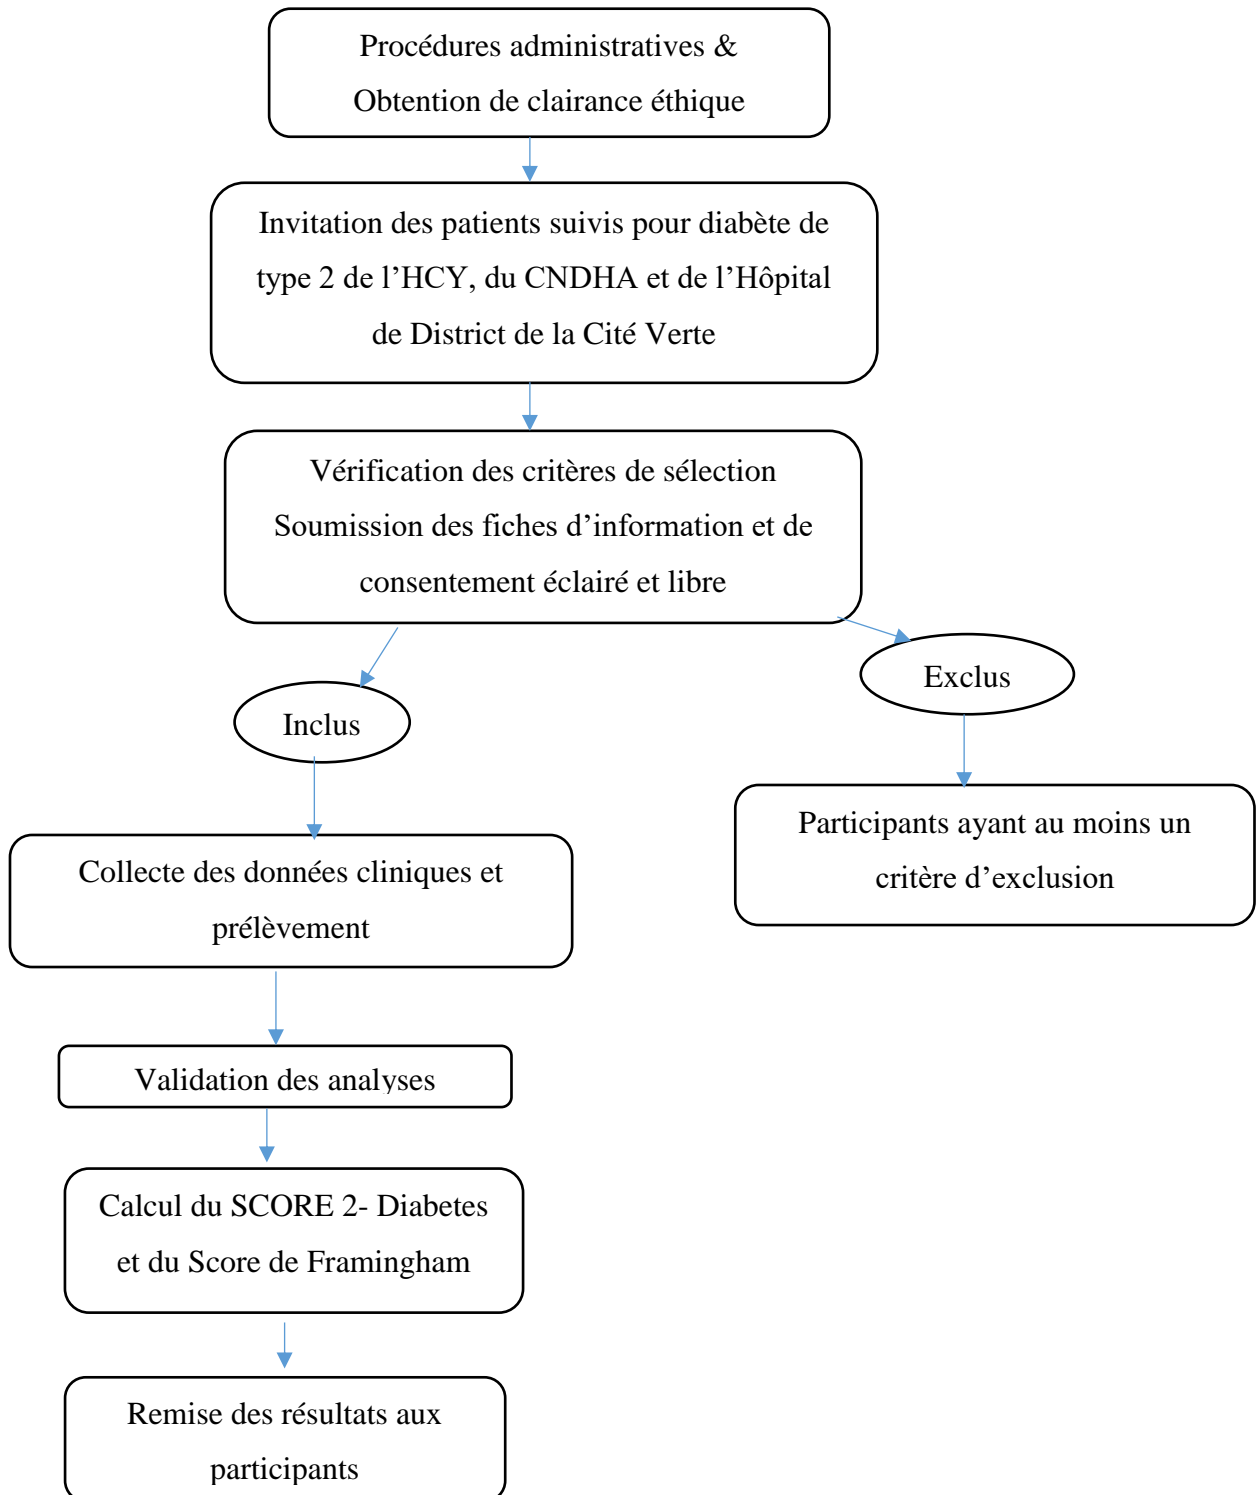 Procédures administratives &
Obtention de clairance éthique
Invitation des patients suivis pour diabète de
type 2 de l’HCY, du CNDHA et de l’Hôpital
de District de la Cité Verte
Vérification des critères de sélection
Soumission des fiches d’information et de
consentement éclairé et libre
Exclus
Inclus
Participants ayant au moins un
critère d’exclusion
Collecte des données cliniques et
prélèvement
Validation des analyses
Calcul du SCORE 2- Diabetes
et du Score de Framingham
Remise des résultats aux
participants